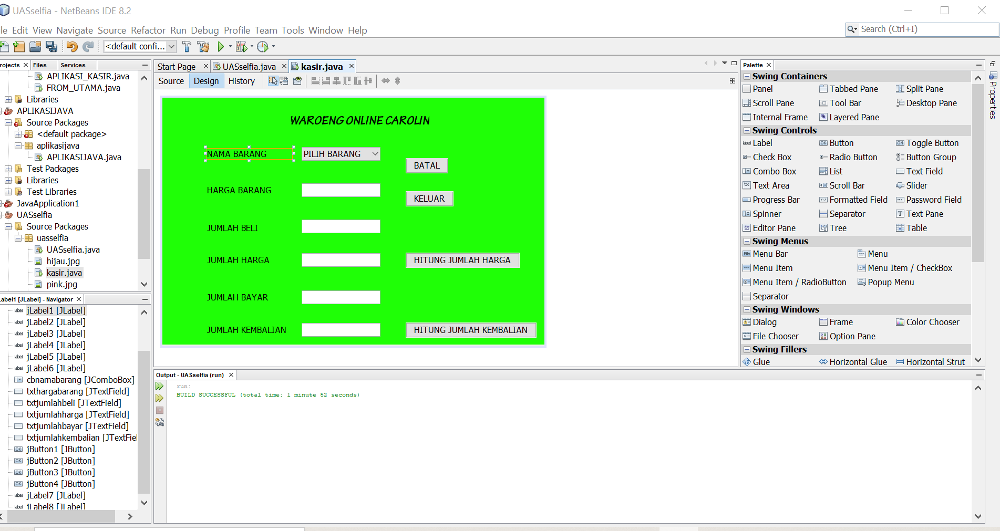 UASselfia - NetBeans IDE 8.2
le Edit View Navigate Source Refactor Run Debug Profile Team Tools Window Help
Search (Ctrl+I)
<default confi...
rojects Files Services
APLIKASI_KASIR.java
FROM_UTAMA.java
Libraries
APLIKASIJAVA
Source Packages
<default package>
aplikasijava
APLIKASIJAVA.java
Test Packages
Libraries
Test Libraries
JavaApplication1
UASselfia
Source Packages
uasselfia
UASselfia.java
hijau.jpg
kasir.java
pink.jpg
Label1 [JLabel] - Navigator
jLabel1 [JLabel]
jLabel2 [JLabel]
jLabel3 [JLabel]
jLabel4 [JLabel]
jLabel5 [JLabel]
jLabel6 [JLabel]
cbnamabarang [JComboBox]
txthargabarang [JTextField]
txtjumlahbeli [JTextField]
txtjumlahharga [JTextField]
txtjumlahbayar [JTextField]
txtjumlahkembalian [JTextFiel
jButton1 [JButton]
jButton2 [JButton]
jButton3 [JButton]
jButton4 [JButton]
jLabel7 [JLabel]
jLabel8 [JLabel]
Start Page UASselfia.java kasir.java
Source Design History
WAROENG ONLINE CAROLIN
NAMA BARANG PILIH BARANG
BATAL
HARGA BARANG
KELUAR
JUMLAH BELI
JUMLAH HARGA HITUNG JUMLAH HARGA
JUMLAH BAYAR
JUMLAH KEMBALIAN HITUNG JUMLAH KEMBALIAN
Output - UASselfia (run)
run:
BUILD SUCCESSFUL (total time: 1 minute 52 seconds)
Palette
Swing Containers
Panel Tabbed Pane Split Pane
Scroll Pane Tool Bar Desktop Pane
Internal Frame Layered Pane
Swing Controls
label Label OK Button ON Toggle Button
Check Box Radio Button Button Group
Combo Box List Text Field
Text Area Scroll Bar Slider
Progress Bar Formatted Field Password Field
Spinner Separator Text Pane
Editor Pane Tree Table
Swing Menus
Menu Bar Menu
Menu Item Menu Item / CheckBox
Menu Item / RadioButton Popup Menu
Separator
Swing Windows
Dialog Frame Color Chooser
File Chooser Option Pane
Swing Fillers
Glue Horizontal Glue Horizontal Strut
Properties